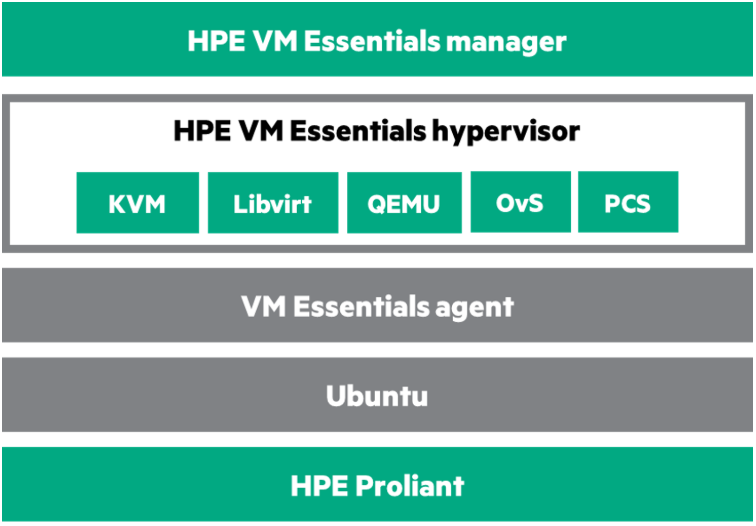 HPE VM Essentials manager
HPE VM Essentials hypervisor
KVM Libvirt QEMU OvS PCS
VM Essentials agent
Ubuntu
HPE Proliant